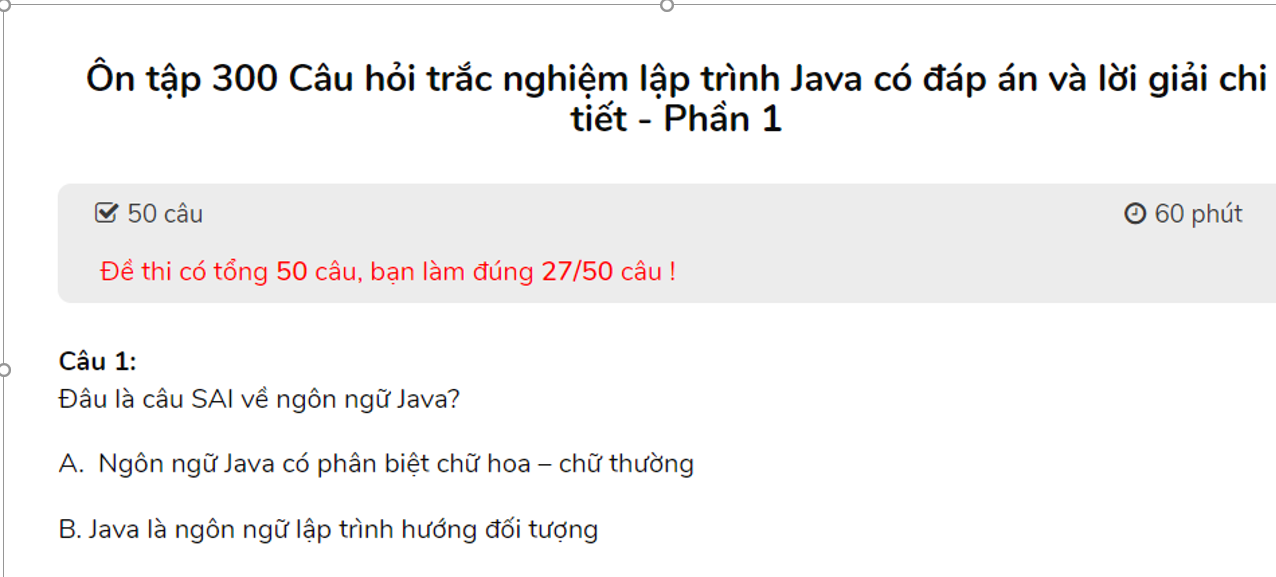 Ôn tập 300 Câu hỏi trắc nghiệm lập trình Java có đáp án và lời giải chi
tiết - Phần 1
50 câu
60 phút
Đề thi có tổng 50 câu, bạn làm đúng 27/50 câu !
Câu 1:
Đâu là câu SAI về ngôn ngữ Java?
A. Ngôn ngữ Java có phân biệt chữ hoa – chữ thường
B. Java là ngôn ngữ lập trình hướng đối tượng